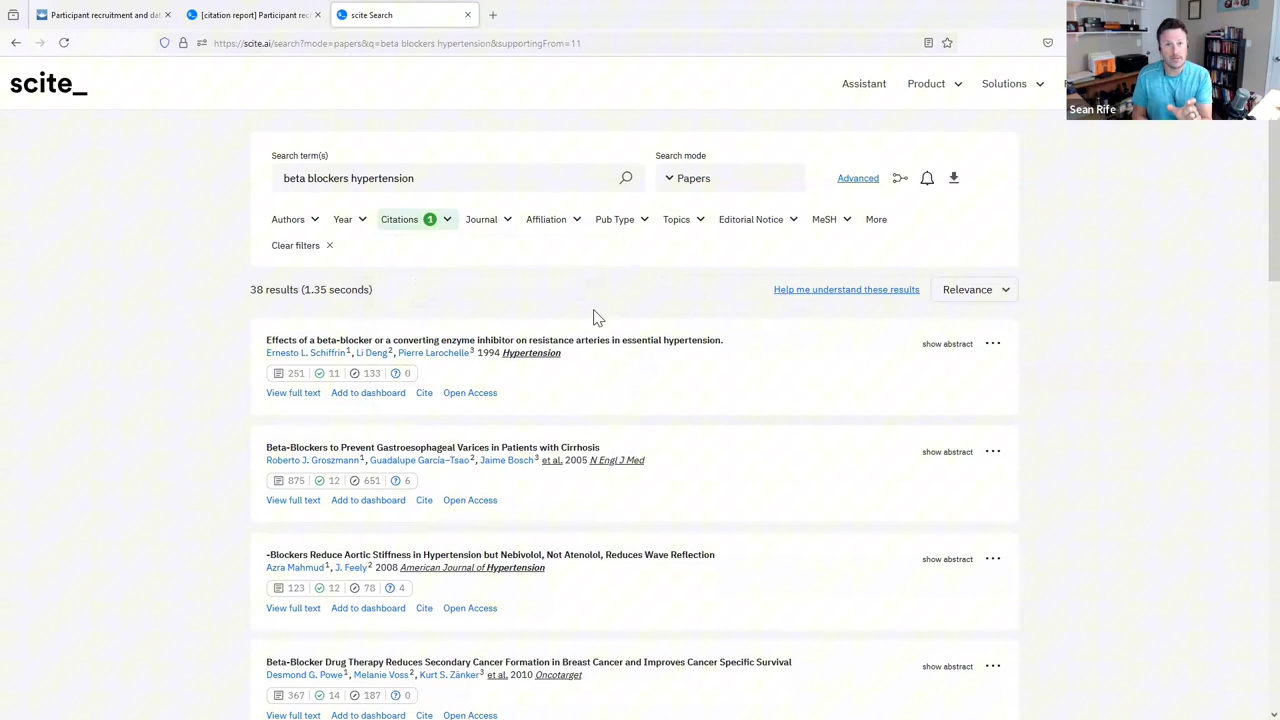 Participant recruitment and dat
[citation report] Participant rec
scite Search
https://scite.ai/search?mode=papers&q=beta blockers hypertension&supportingFrom=11
scite_
Assistant
Product
Solutions
Sean Rife
Search term(s)
Search mode
beta blockers hypertension
Papers
Advanced
Authors
Year
Citations 1
Journal
Affiliation
Pub Type
Topics
Editorial Notice
MeSH
More
Clear filters
38 results (1.35 seconds)
Help me understand these results
Relevance
Effects of a beta-blocker or a converting enzyme inhibitor on resistance arteries in essential hypertension.
show abstract
Ernesto L. Schiffrin1, Li Deng2, Pierre Larochelle3 1994 Hypertension
251 11 133 0
View full text Add to dashboard Cite Open Access
Beta-Blockers to Prevent Gastroesophageal Varices in Patients with Cirrhosis
show abstract
Roberto J. Groszmann1, Guadalupe García–Tsao2, Jaime Bosch3 et al. 2005 N Engl J Med
875 12 651 6
View full text Add to dashboard Cite Open Access
-Blockers Reduce Aortic Stiffness in Hypertension but Nebivolol, Not Atenolol, Reduces Wave Reflection
show abstract
Azra Mahmud1, J. Feely2 2008 American Journal of Hypertension
123 12 78 4
View full text Add to dashboard Cite Open Access
Beta-Blocker Drug Therapy Reduces Secondary Cancer Formation in Breast Cancer and Improves Cancer Specific Survival
show abstract
Desmond G. Powe1, Melanie Voss2, Kurt S. Zänker3 et al. 2010 Oncotarget
367 14 187 0
View full text Add to dashboard Cite Open Access